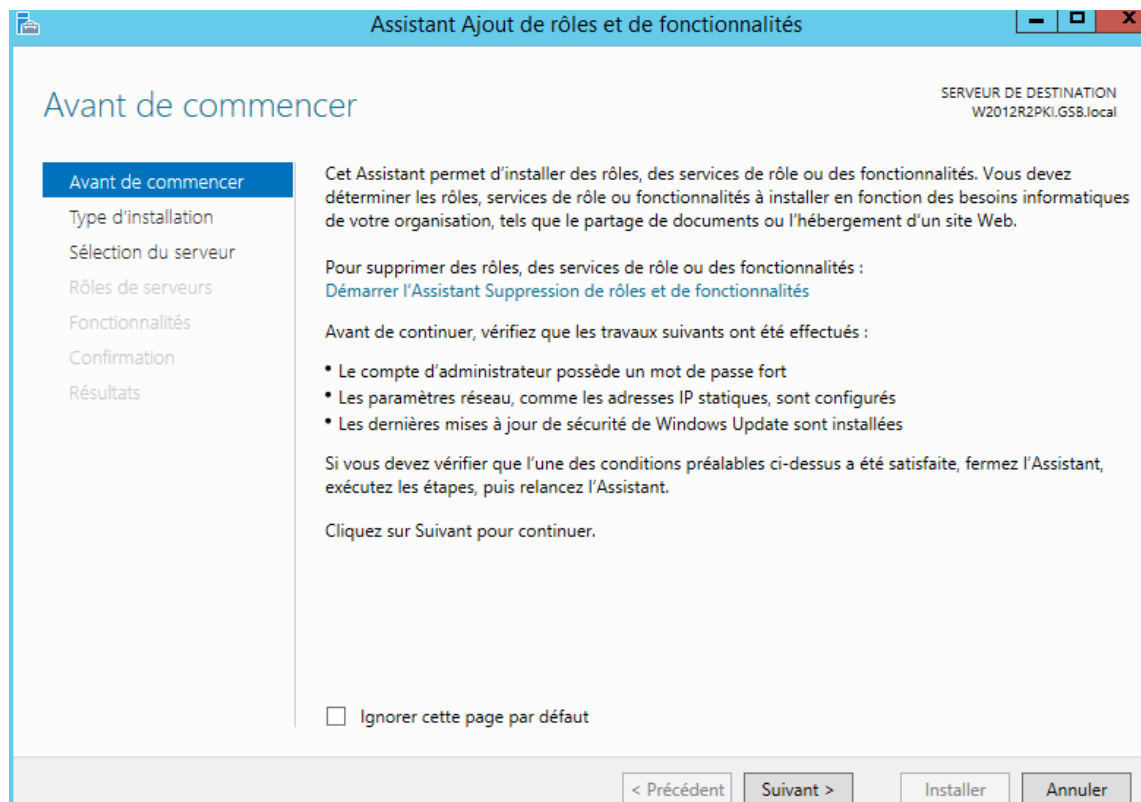 Assistant Ajout de rôles et de fonctionnalités
Avant de commencer
SERVEUR DE DESTINATION
W2012R2PKI.GSB.local
Avant de commencer
Type d'installation
Sélection du serveur
Rôles de serveurs
Fonctionnalités
Confirmation
Résultats
Cet Assistant permet d'installer des rôles, des services de rôle ou des fonctionnalités. Vous devez
déterminer les rôles, services de rôle ou fonctionnalités à installer en fonction des besoins informatiques
de votre organisation, tels que le partage de documents ou l'hébergement d'un site Web.
Pour supprimer des rôles, des services de rôle ou des fonctionnalités :
Démarrer l'Assistant Suppression de rôles et de fonctionnalités
Avant de continuer, vérifiez que les travaux suivants ont été effectués :
• Le compte d'administrateur possède un mot de passe fort
• Les paramètres réseau, comme les adresses IP statiques, sont configurés
• Les dernières mises à jour de sécurité de Windows Update sont installées
Si vous devez vérifier que l'une des conditions préalables ci-dessus a été satisfaite, fermez l'Assistant,
exécutez les étapes, puis relancez l'Assistant.
Cliquez sur Suivant pour continuer.
Ignorer cette page par défaut
< Précédent Suivant > Installer Annuler